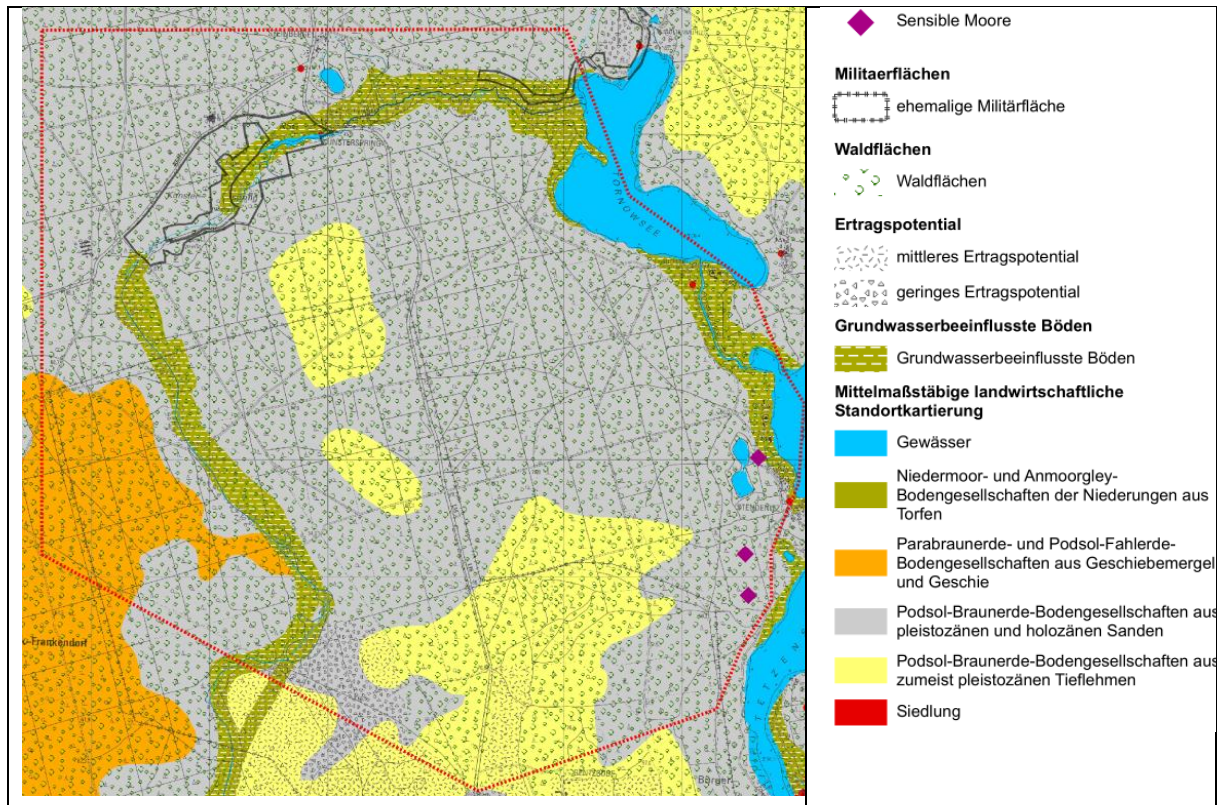 TORNOWSEE
k-Frankendorf
Sensible Moore
Militaerflächen
ehemalige Militärfläche
Waldflächen
Waldflächen
Ertragspotential
mittleres Ertragspotential
geringes Ertragspotential
Grundwasserbeeinflusste Böden
Grundwasserbeeinflusste Böden
Mittelmaßstäbige landwirtschaftliche
Standortkartierung
Gewässer
Niedermoor- und Anmoorgley-
Bodengesellschaften der Niederungen aus
Torfen
Parabraunerde- und Podsol-Fahlerde-
Bodengesellschaften aus Geschiebemergel
und Geschie
Podsol-Braunerde-Bodengesellschaften aus
pleistozänen und holozänen Sanden
Podsol-Braunerde-Bodengesellschaften aus
zumeist pleistozänen Tieflehmen
Siedlung